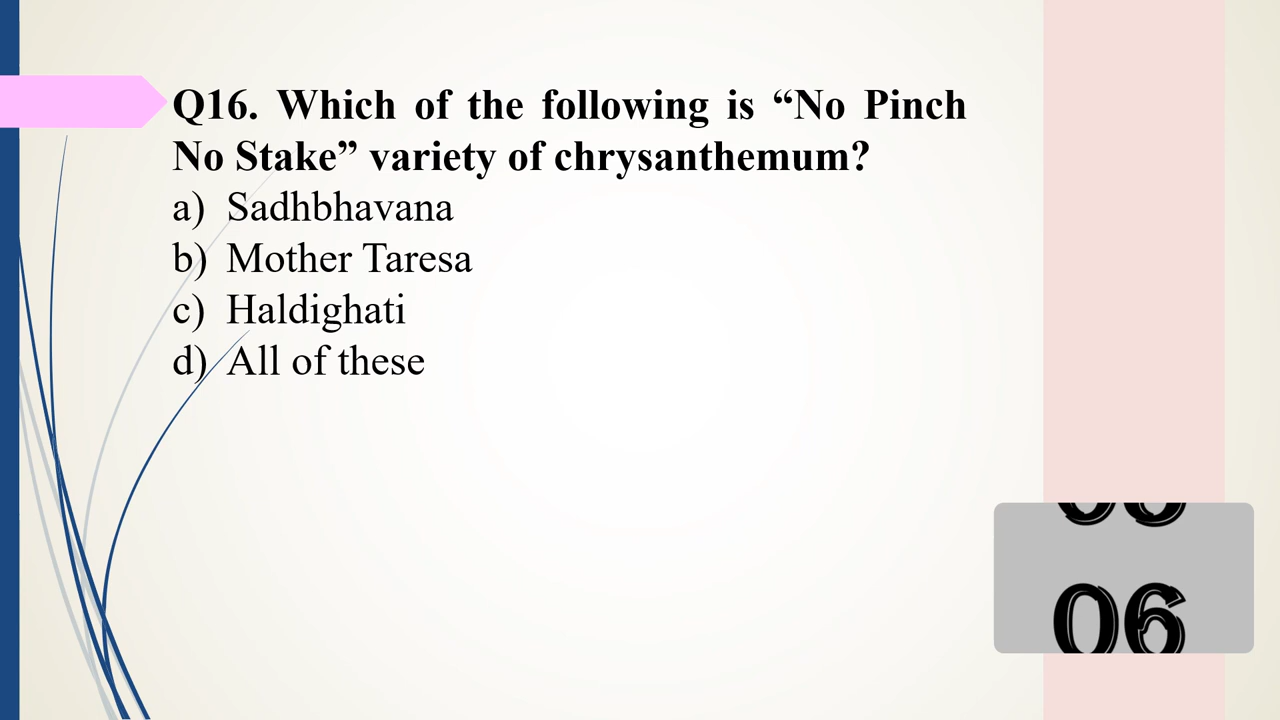 Q16. Which of the following is “No Pinch
No Stake” variety of chrysanthemum?
a) Sadhbhavana
b) Mother Taresa
c) Haldighati
d) All of these
06